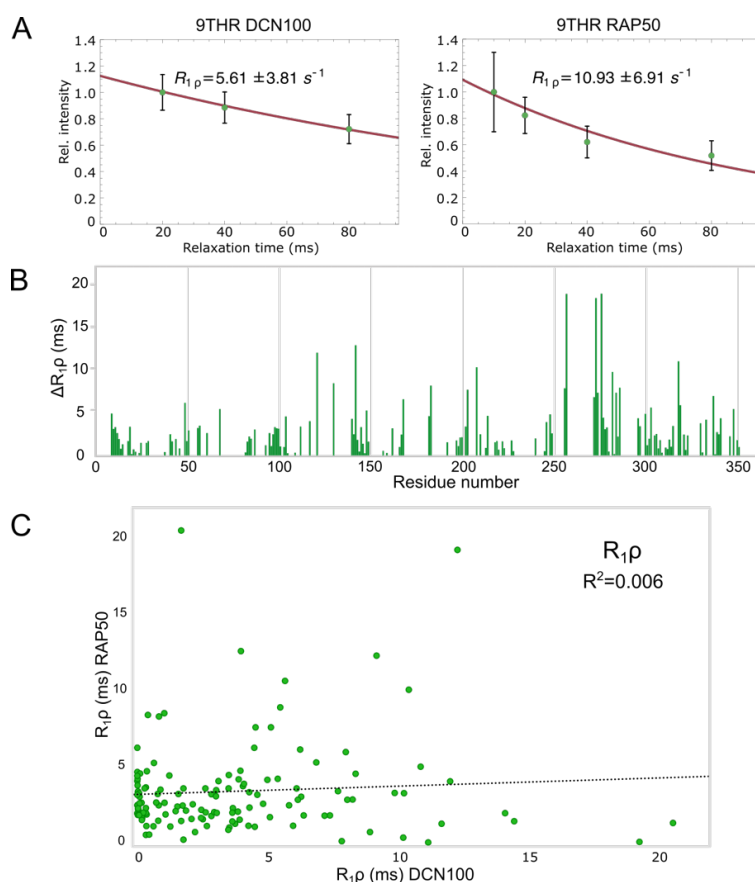 A
9THR DCN100
9THR RAP50
Rel. intensity
1.4
1.2
1.0
0.8
0.6
0.4
0.2
0
R1ρ=5.61 ±3.81 s⁻¹
0 20 40 60 80
Relaxation time (ms)
Rel. intensity
1.4
1.2
1.0
0.8
0.6
0.4
0.2
0
R1ρ=10.93 ±6.91 s⁻¹
0 20 40 60 80
Relaxation time (ms)
B
ΔR₁ρ (ms)
20
15
10
5
0
0 50 100 150 200 250 300 350
Residue number
C
R₁ρ (ms) RAP50
20
15
10
5
0
R₁ρ
R²=0.006
0 5 10 15 20
R₁ρ (ms) DCN100